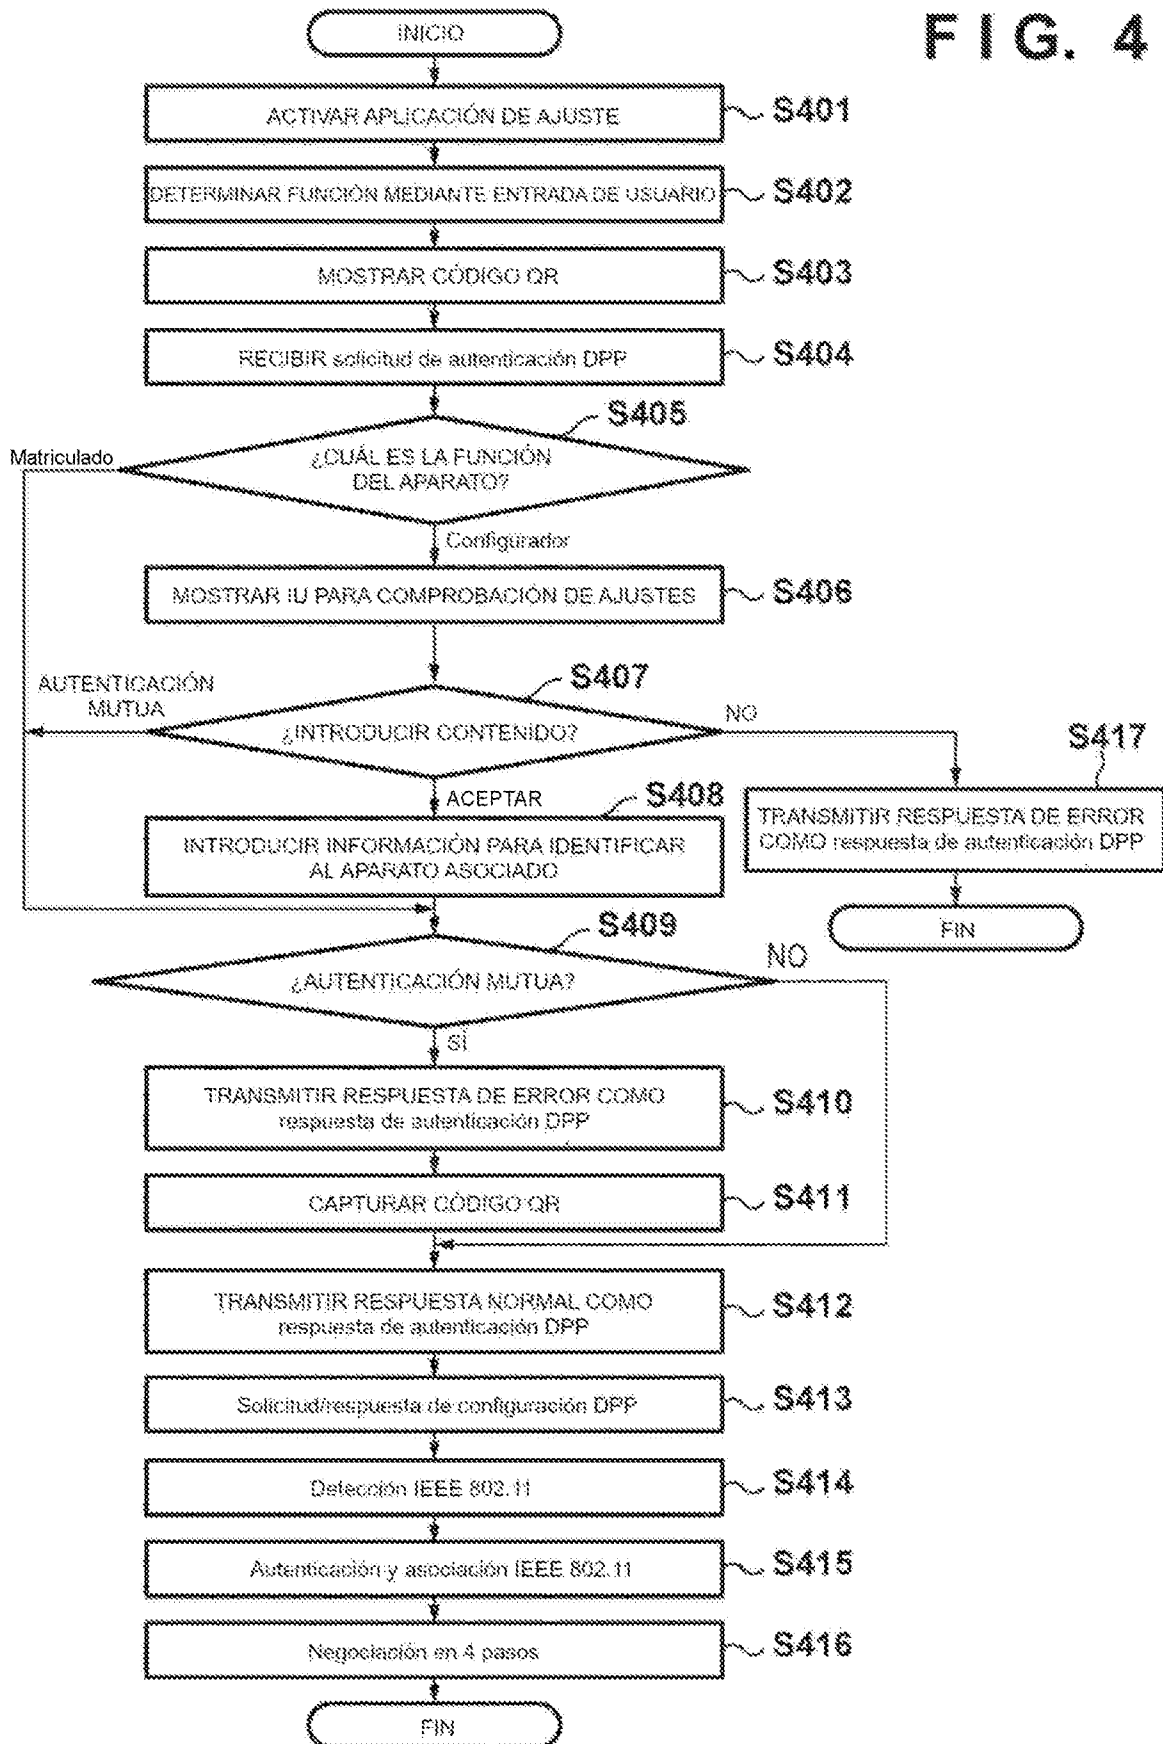 FIG. 4
INICIO
ACTIVAR APLICACIÓN DE AJUSTE
S401
DETERMINAR FUNCIÓN MEDIANTE ENTRADA DE USUARIO
S402
MOSTRAR CÓDIGO QR
S403
RECIBIR solicitud de autenticación DPP
S404
S405
Matriculado
¿CUÁL ES LA FUNCIÓN
DEL APARATO?
Configurador
MOSTRAR IU PARA COMPROBACIÓN DE AJUSTES
S406
S407
AUTENTICACIÓN
MUTUA
¿INTRODUCIR CONTENIDO?
NO
S417
ACEPTAR
S408
TRANSMITIR RESPUESTA DE ERROR
COMO respuesta de autenticación DPP
INTRODUCIR INFORMACIÓN PARA IDENTIFICAR
AL APARATO ASOCIADO
FIN
S409
NO
¿AUTENTICACIÓN MUTUA?
SÍ
TRANSMITIR RESPUESTA DE ERROR COMO
respuesta de autenticación DPP
S410
CAPTURAR CÓDIGO QR
S411
TRANSMITIR RESPUESTA NORMAL COMO
respuesta de autenticación DPP
S412
Solicitud/respuesta de configuración DPP
S413
Detección IEEE 802.11
S414
Autenticación y asociación IEEE 802.11
S415
Negociación en 4 pasos
S416
FIN